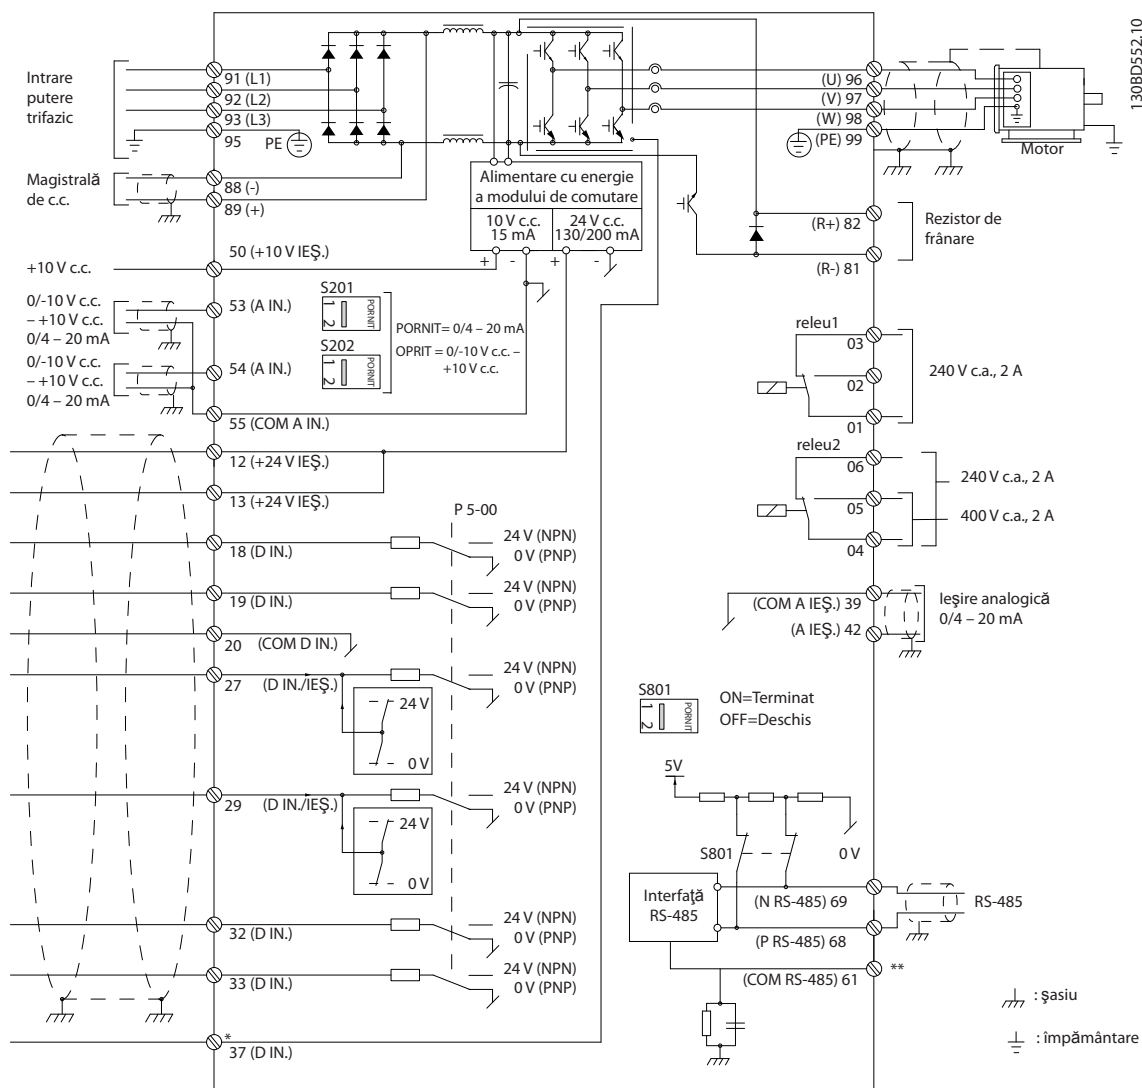 130BD552.10
Intrare
putere
trifazic
91 (L1)
92 (L2)
93 (L3)
95
PE
Magistrală
de c.c.
88 (-)
89 (+)
Alimentare cu energie
a modului de comutare
10 V c.c.
15 mA
24 V c.c.
130/200 mA
+
-
+
-
(U) 96
(V) 97
(W) 98
(PE) 99
Motor
(R+) 82
(R-) 81
Rezistor de
frânare
50 (+10 V IEŞ.)
+10 V c.c.
0/-10 V c.c.
– +10 V c.c.
0/4 – 20 mA
53 (A IN.)
S201
1
2
PORNIT
0/-10 V c.c.
– +10 V c.c.
0/4 – 20 mA
54 (A IN.)
S202
1
2
PORNIT
PORNIT= 0/4 – 20 mA
OPRIT = 0/-10 V c.c. –
+10 V c.c.
55 (COM A IN.)
12 (+24 V IEŞ.)
13 (+24 V IEŞ.)
releu1
03
02
01
240 V c.a., 2 A
releu2
06
05
04
240 V c.a., 2 A
400 V c.a., 2 A
P 5-00
18 (D IN.)
24 V (NPN)
0 V (PNP)
19 (D IN.)
24 V (NPN)
0 V (PNP)
20
(COM D IN.)
27
(D IN./IEŞ.)
24 V (NPN)
0 V (PNP)
24 V
0 V
29
(D IN./IEŞ.)
24 V (NPN)
0 V (PNP)
24 V
0 V
32 (D IN.)
24 V (NPN)
0 V (PNP)
33 (D IN.)
24 V (NPN)
0 V (PNP)
*
37 (D IN.)
(COM A IEŞ.) 39
(A IEŞ.) 42
Ieşire analogică
0/4 – 20 mA
S801
1
2
PORNIT
ON=Terminat
OFF=Deschis
5V
S801
0 V
Interfaţă
RS-485
(N RS-485) 69
(P RS-485) 68
RS-485
(COM RS-485) 61
**
: şasiu
: împământare